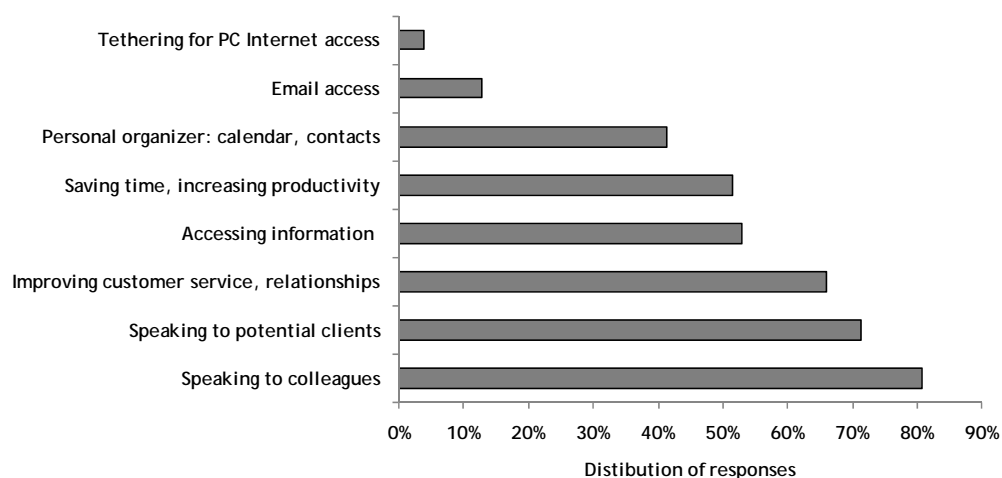 Tethering for PC Internet access
Email access
Personal organizer: calendar, contacts
Saving time, increasing productivity
Accessing information
Improving customer service, relationships
Speaking to potential clients
Speaking to colleagues
0% 10% 20% 30% 40% 50% 60% 70% 80% 90%
Distibution of responses